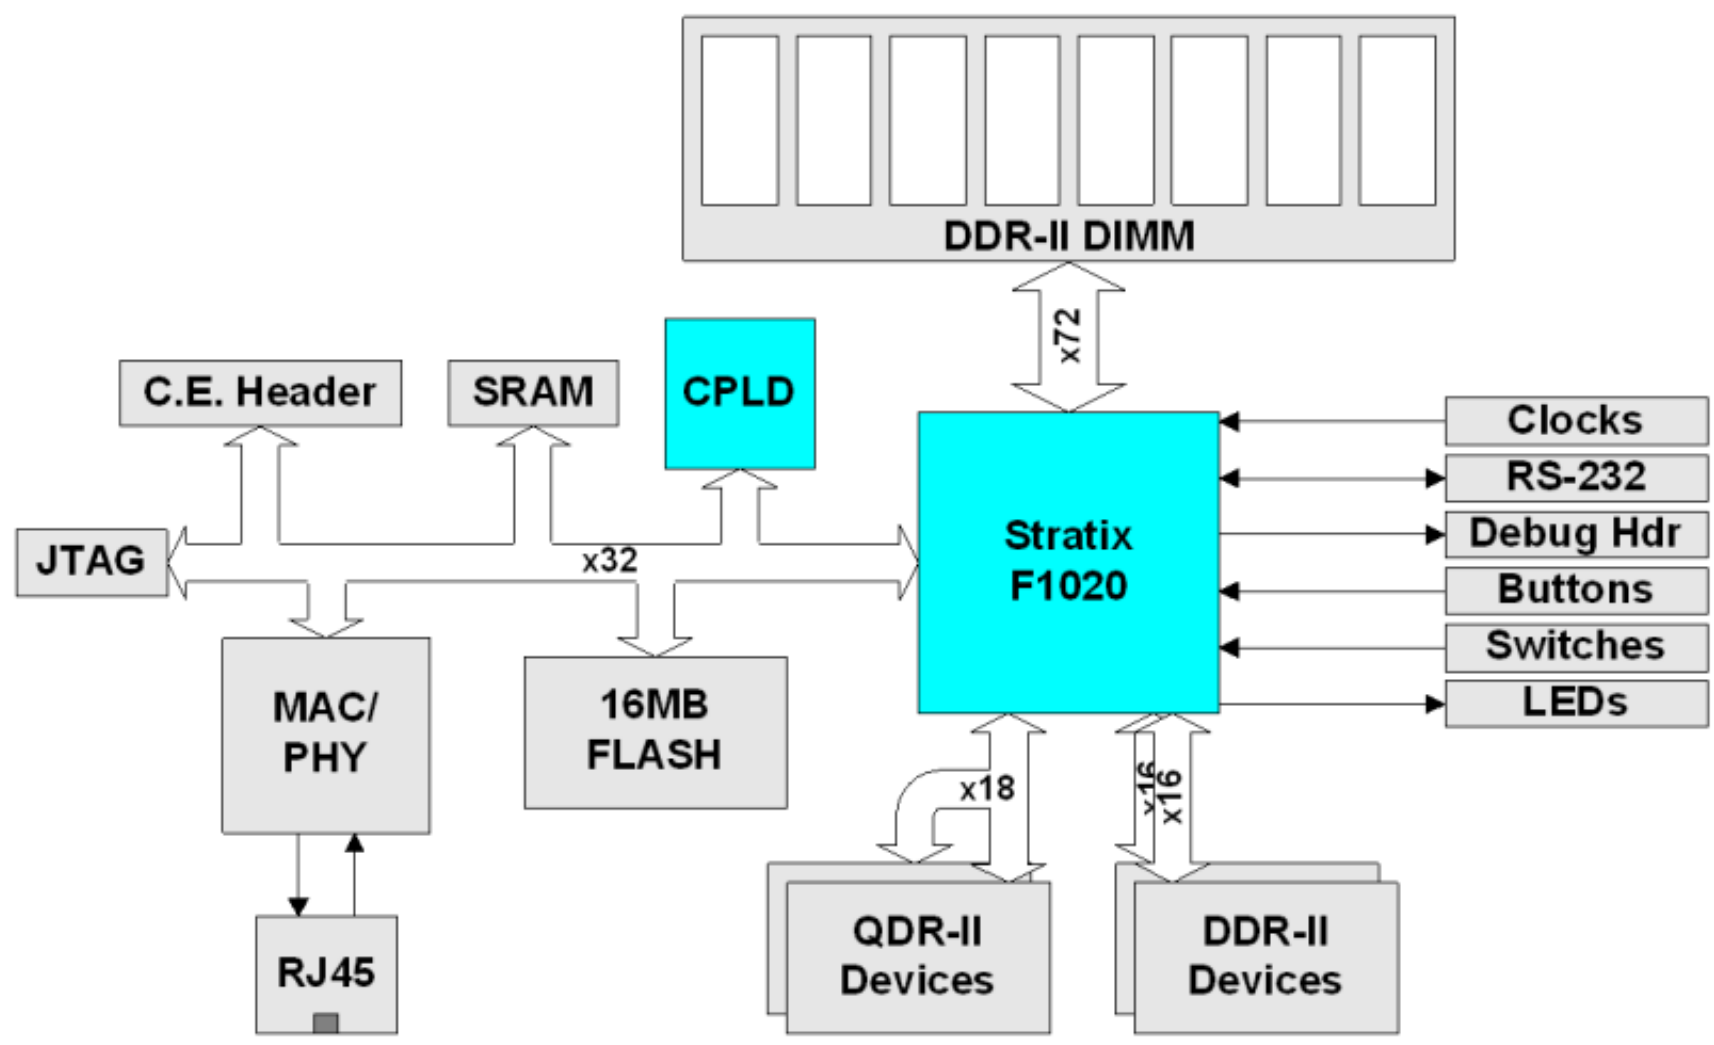 DDR-II DIMM
x72
C.E. Header
SRAM
CPLD
Clocks
RS-232
Debug Hdr
Buttons
Switches
LEDs
JTAG
x32
Stratix
F1020
MAC/
PHY
16MB
FLASH
x18
x16
x16
RJ45
QDR-II
Devices
DDR-II
Devices